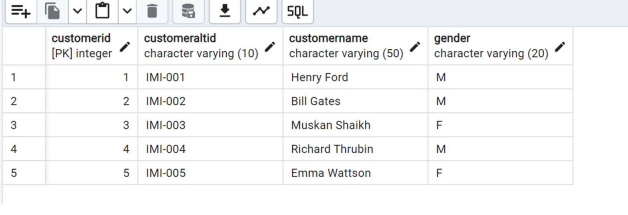 SQL
customerid customeraltid customername gender
[PK] integer character varying (10) character varying (50) character varying (20)
1 1 IMI-001 Henry Ford M
2 2 IMI-002 Bill Gates M
3 3 IMI-003 Muskan Shaikh F
4 4 IMI-004 Richard Thrubin M
5 5 IMI-005 Emma Wattson F